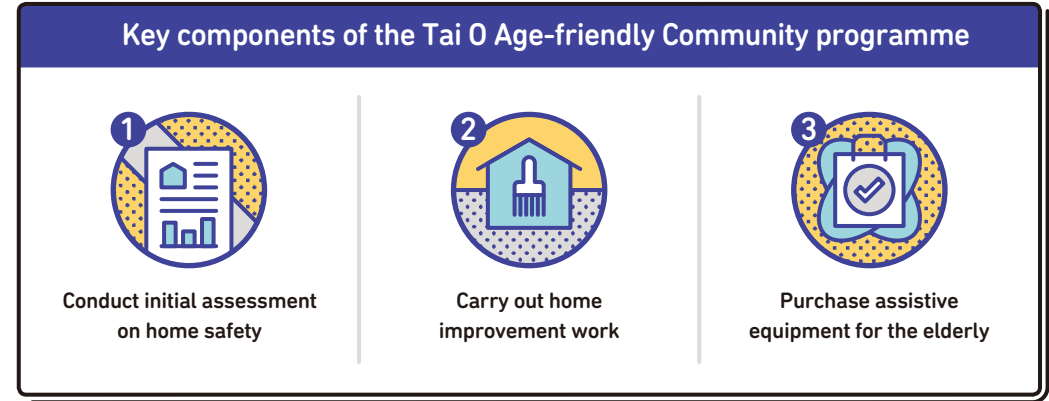 Key components of the Tai O Age-friendly Community programme
1
Conduct initial assessment
on home safety
2
Carry out home
improvement work
3
Purchase assistive
equipment for the elderly